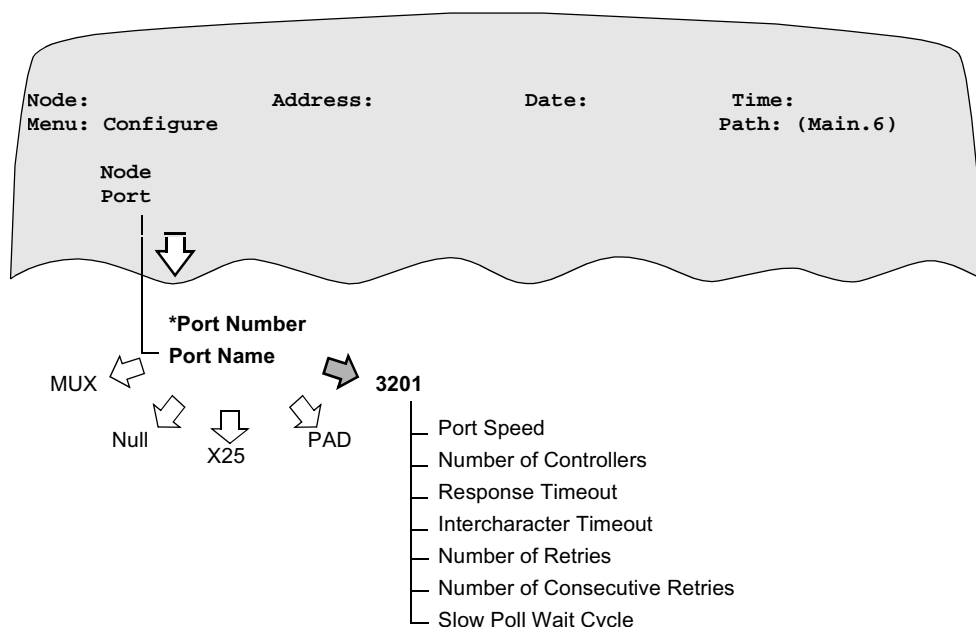 Node: Address: Date: Time:
Menu: Configure Path: (Main.6)
Node
Port
*Port Number
Port Name
MUX
Null
X25
PAD
3201
Port Speed
Number of Controllers
Response Timeout
Intercharacter Timeout
Number of Retries
Number of Consecutive Retries
Slow Poll Wait Cycle